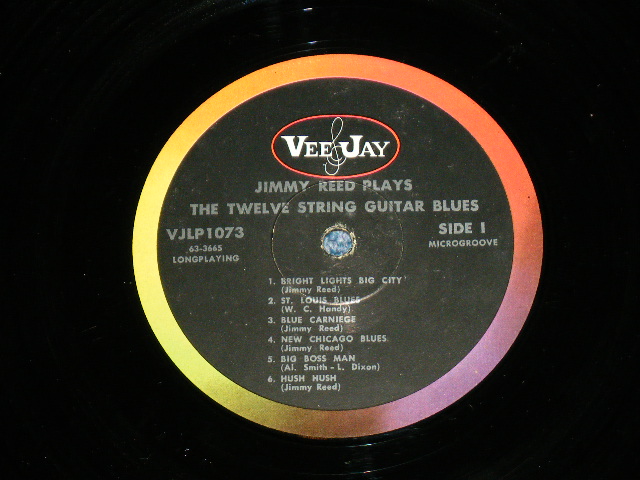 VEE JAY
JIMMY REED PLAYS
THE TWELVE STRING GUITAR BLUES
VJLP1073
63-3665
LONGPLAYING
SIDE I
MICROGROOVE
1. BRIGHT LIGHTS BIG CITY
(Jimmy Reed)
2. ST. LOUIS BLUES
(W. C. Handy)
3. BLUE CARNIEGE
(Jimmy Reed)
4. NEW CHICAGO BLUES
(Jimmy Reed)
5. BIG BOSS MAN
(Al. Smith - L. Dixon)
6. HUSH HUSH
(Jimmy Reed)